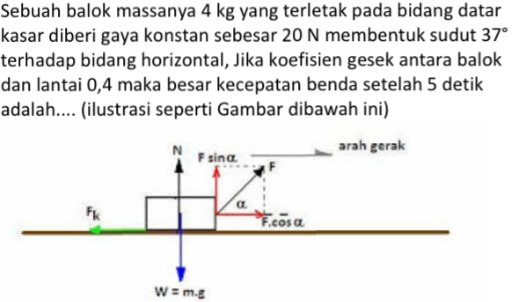 Sebuah balok massanya 4 kg yang terletak pada bidang datar
kasar diberi gaya konstan sebesar 20 N membentuk sudut 37°
terhadap bidang horizontal, Jika koefisien gesek antara balok
dan lantai 0,4 maka besar kecepatan benda setelah 5 detik
adalah.... (ilustrasi seperti Gambar dibawah ini)
N
F sin α
arah gerak
F
α
Fk
F.cos α
W = m.g